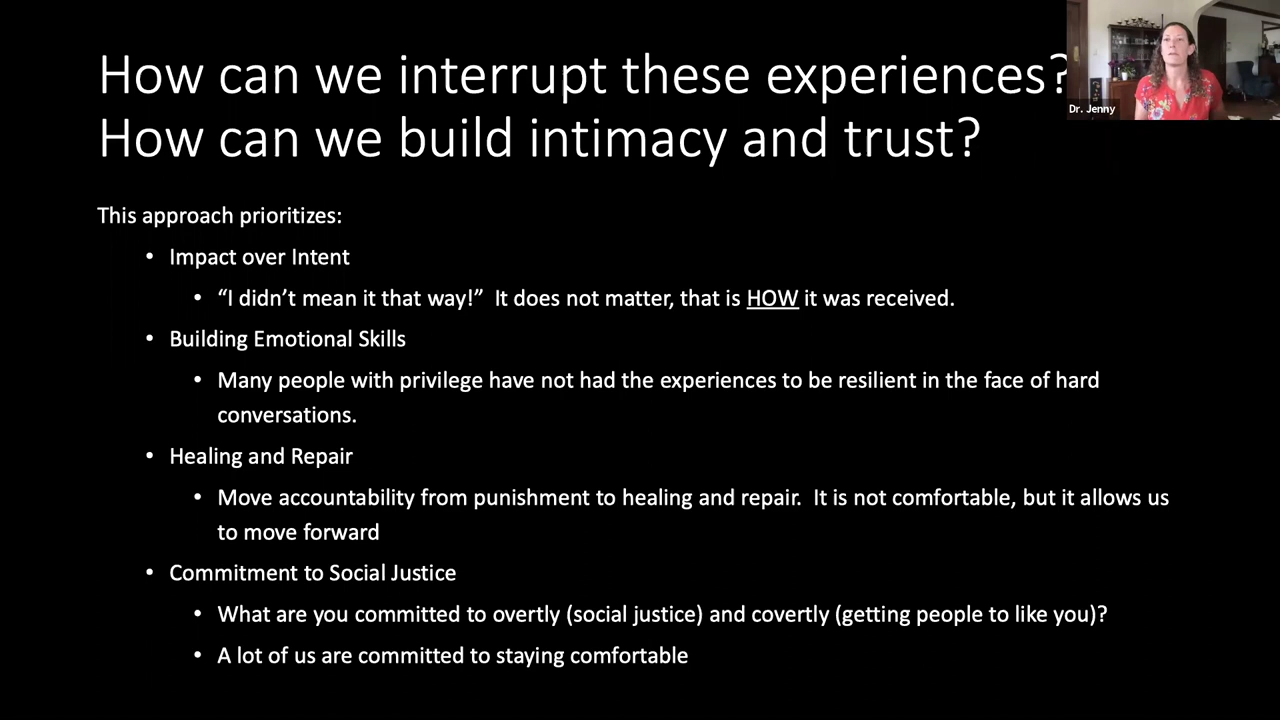 How can we interrupt these experiences?
How can we build intimacy and trust?
Dr. Jenny
This approach prioritizes:
• Impact over Intent
• “I didn’t mean it that way!”  It does not matter, that is HOW it was received.
• Building Emotional Skills
• Many people with privilege have not had the experiences to be resilient in the face of hard
conversations.
• Healing and Repair
• Move accountability from punishment to healing and repair.  It is not comfortable, but it allows us
to move forward
• Commitment to Social Justice
• What are you committed to overtly (social justice) and covertly (getting people to like you)?
• A lot of us are committed to staying comfortable